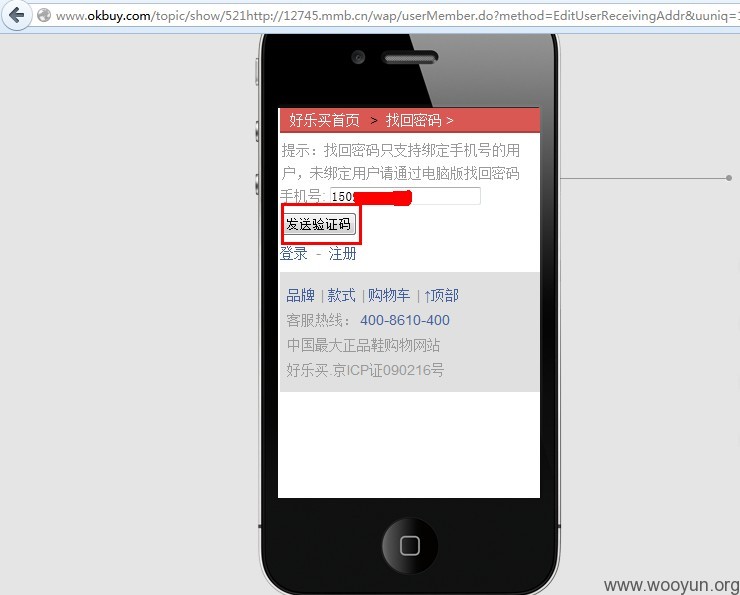 www.okbuy.com/topic/show/521http://12745.mmb.cn/wap/userMember.do?method=EditUserReceivingAddr&uuniq=
好乐买首页 > 找回密码 >
提示：找回密码只支持绑定手机号的用
户，未绑定用户请通过电脑版找回密码
手机号: 150
发送验证码
登录 - 注册
品牌 | 款式 | 购物车 | ↑顶部
客服热线： 400-8610-400
中国最大正品鞋购物网站
好乐买.京ICP证090216号
www.wooyun.org